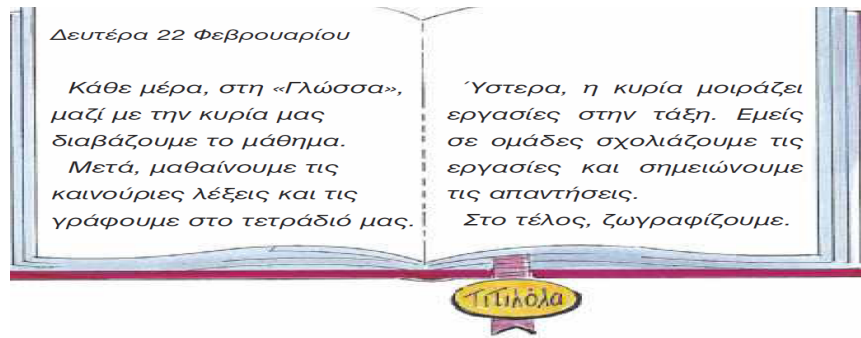 Δευτέρα 22 Φεβρουαρίου
Κάθε μέρα, στη «Γλώσσα»,
μαζί με την κυρία μας
διαβάζουμε το μάθημα.
Μετά, μαθαίνουμε τις
καινούριες λέξεις και τις
γράφουμε στο τετράδιό μας.
Ύστερα, η κυρία μοιράζει
εργασίες στην τάξη. Εμείς
σε ομάδες σχολιάζουμε τις
εργασίες και σημειώνουμε
τις απαντήσεις.
Στο τέλος, ζωγραφίζουμε.
Τιτιλόλα